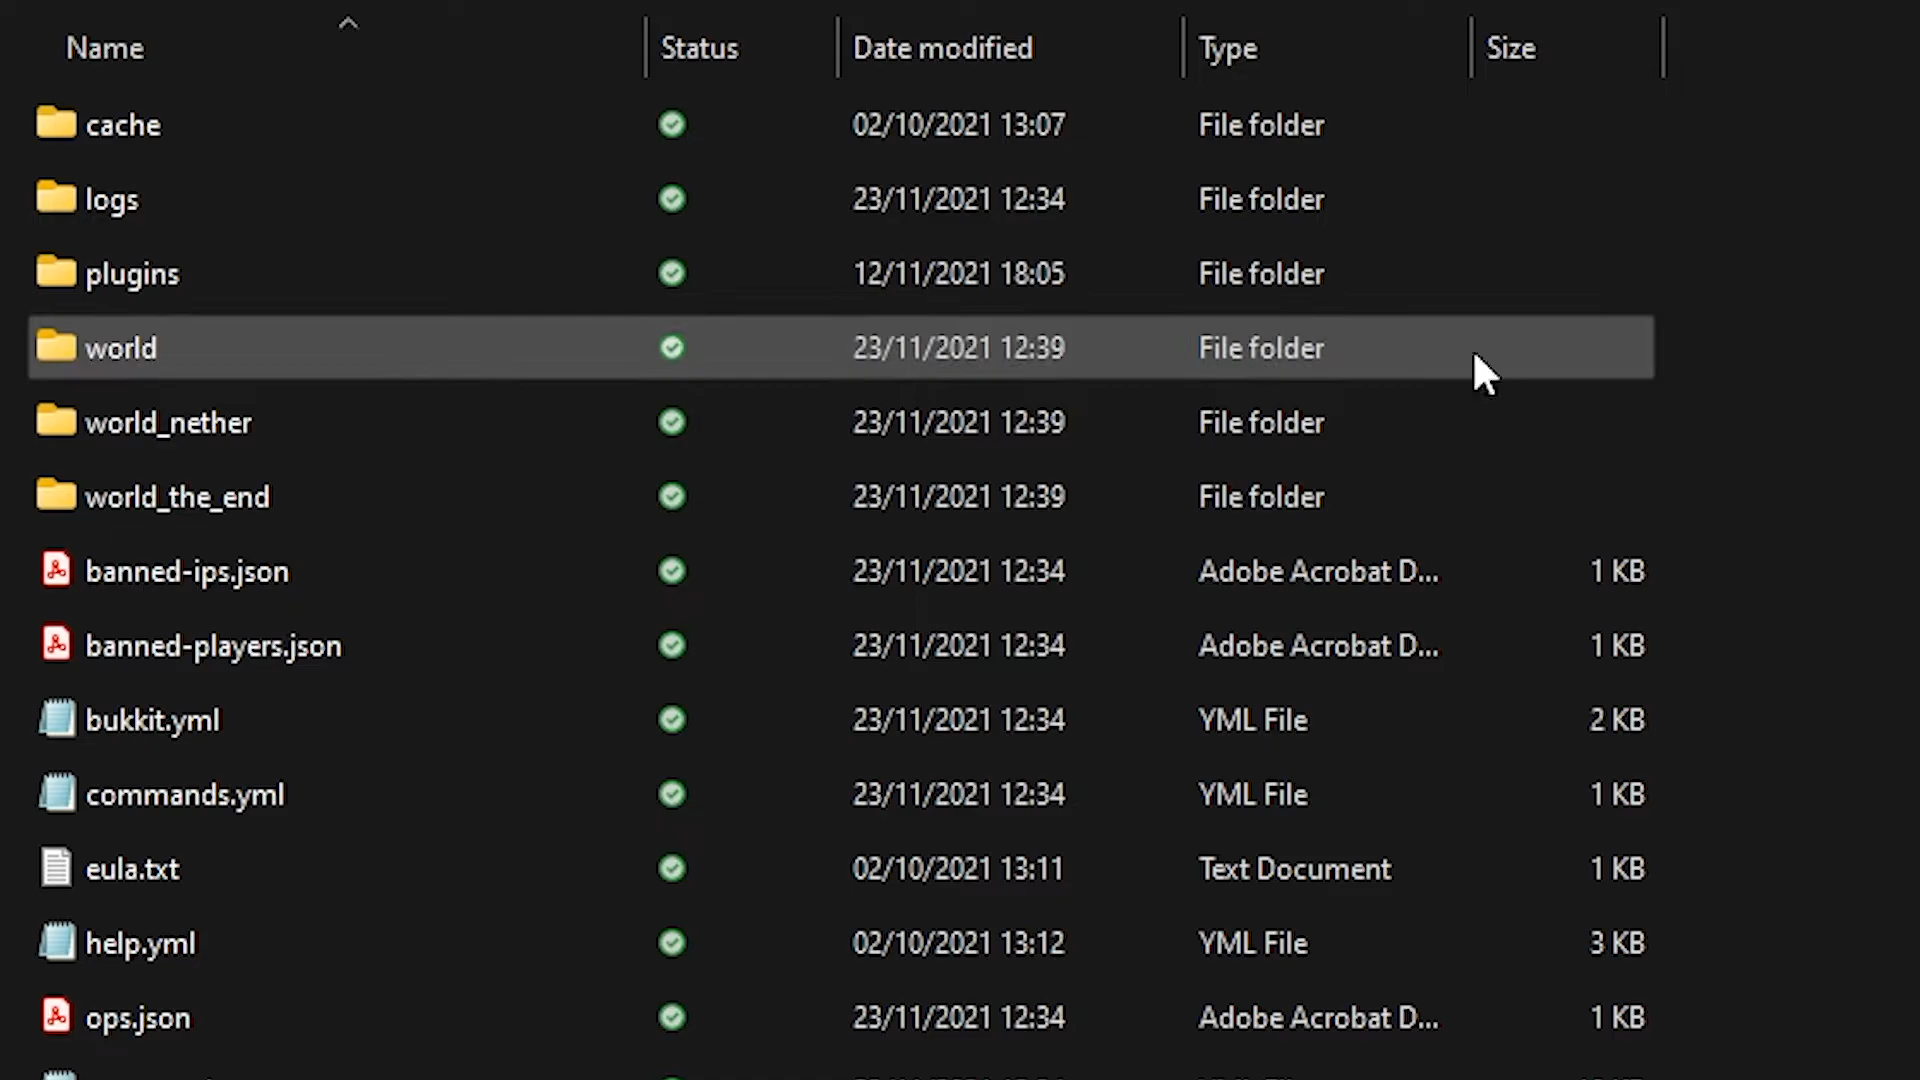 Name Status Date modified Type Size
cache 02/10/2021 13:07 File folder
logs 23/11/2021 12:34 File folder
plugins 12/11/2021 18:05 File folder
world 23/11/2021 12:39 File folder
world_nether 23/11/2021 12:39 File folder
world_the_end 23/11/2021 12:39 File folder
banned-ips.json 23/11/2021 12:34 Adobe Acrobat D... 1 KB
banned-players.json 23/11/2021 12:34 Adobe Acrobat D... 1 KB
bukkit.yml 23/11/2021 12:34 YML File 2 KB
commands.yml 23/11/2021 12:34 YML File 1 KB
eula.txt 02/10/2021 13:11 Text Document 1 KB
help.yml 02/10/2021 13:12 YML File 3 KB
ops.json 23/11/2021 12:34 Adobe Acrobat D... 1 KB